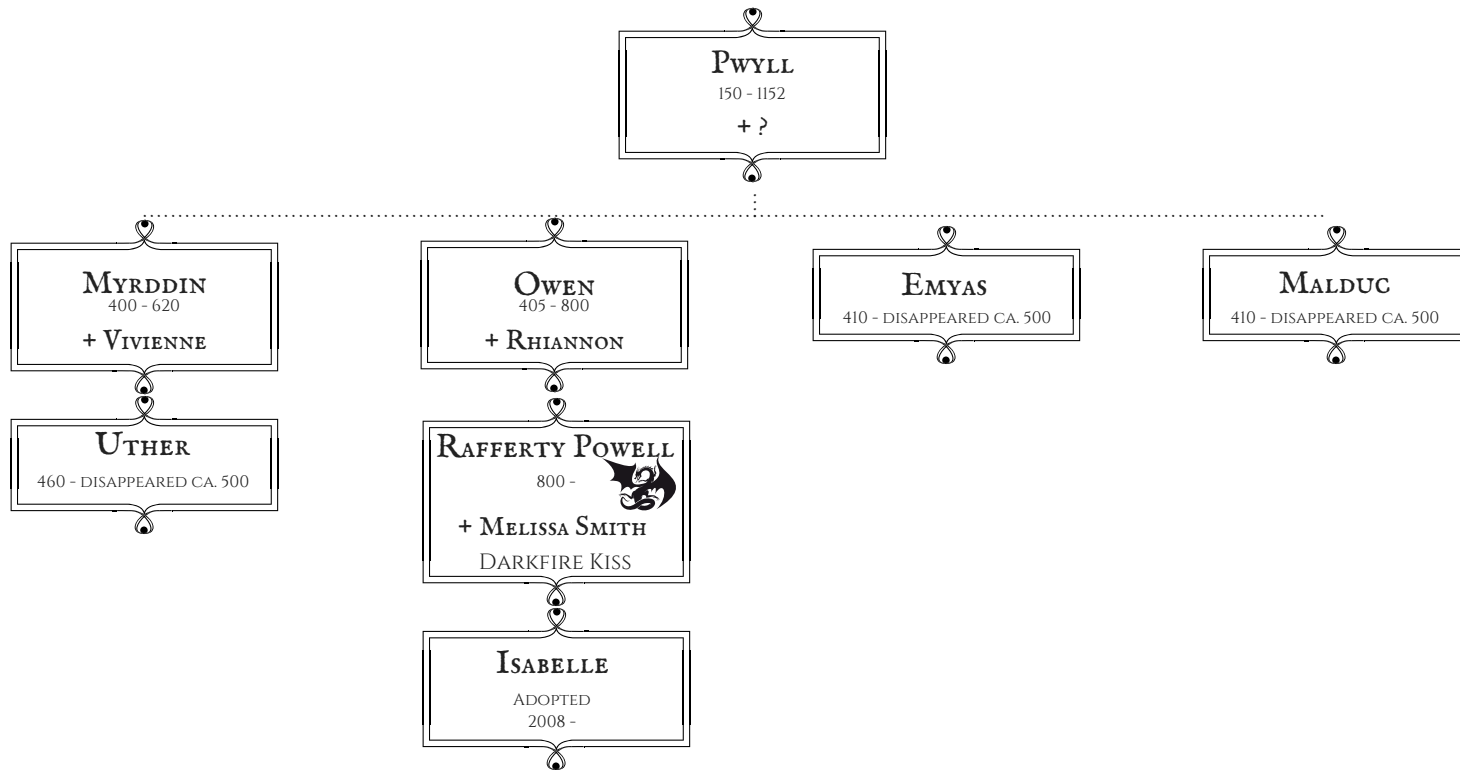 Pwyll
150 - 1152
+ ?
Myrddin
400 - 620
+ Vivienne
Owen
405 - 800
+ Rhiannon
Emyas
410 - disappeared ca. 500
Malduc
410 - disappeared ca. 500
Uther
460 - disappeared ca. 500
Rafferty Powell
800 -
+ Melissa Smith
Darkfire Kiss
Isabelle
Adopted
2008 -